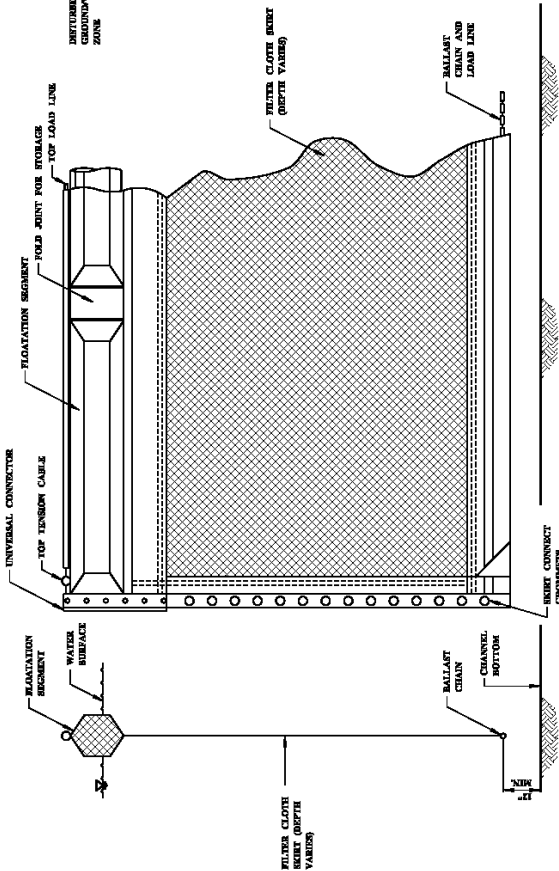 UNIVERSAL CONNECTOR
FLOATATION
SEGMENT
WATER
SURFACE
TOP TENSION CABLE
FLOATATION SEGMENT
FOLD JOINT FOR STORAGE
TOP LOAD LINE
ZONE
FILTER CLOTH
SKIRT (DEPTH
VARIES)
FILTER CLOTH SKIRT
(DEPTH VARIES)
BALLAST
CHAIN
CHANNEL
BOTTOM
12"
MIN.
SKIRT CONNECT
BALLAST
CHAIN AND
LOAD LINE